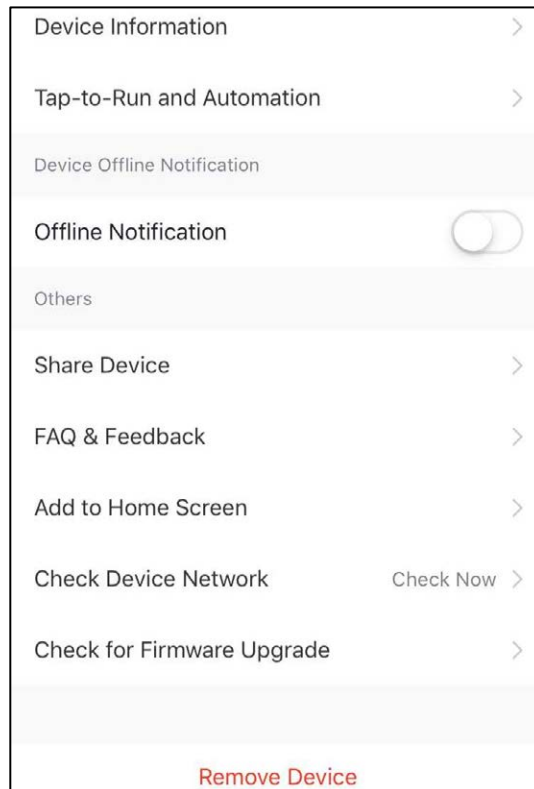 Device Information
Tap-to-Run and Automation
Device Offline Notification
Offline Notification
Others
Share Device
FAQ & Feedback
Add to Home Screen
Check Device Network Check Now
Check for Firmware Upgrade
Remove Device